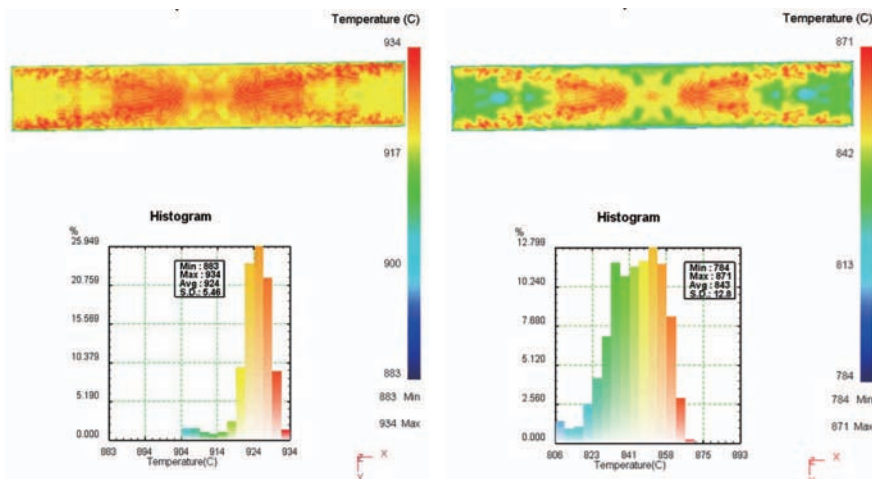 Temperature (C)
934
917
900
883
883 Min
934 Max
Histogram
%
25.949
20.759
15.569
10.379
5.190
0.000
Min : 883
Max : 934
Avg : 924
S.D.: 5.46
883 894 904 914 924 934
Temperature(C)
X
Y
Temperature (C)
871
842
813
784
784 Min
871 Max
Histogram
%
12.799
10.240
7.680
5.120
2.560
0.000
Min : 784
Max : 871
Avg : 843
S.D.: 12.8
806 823 841 858 875 893
Temperature(C)
X